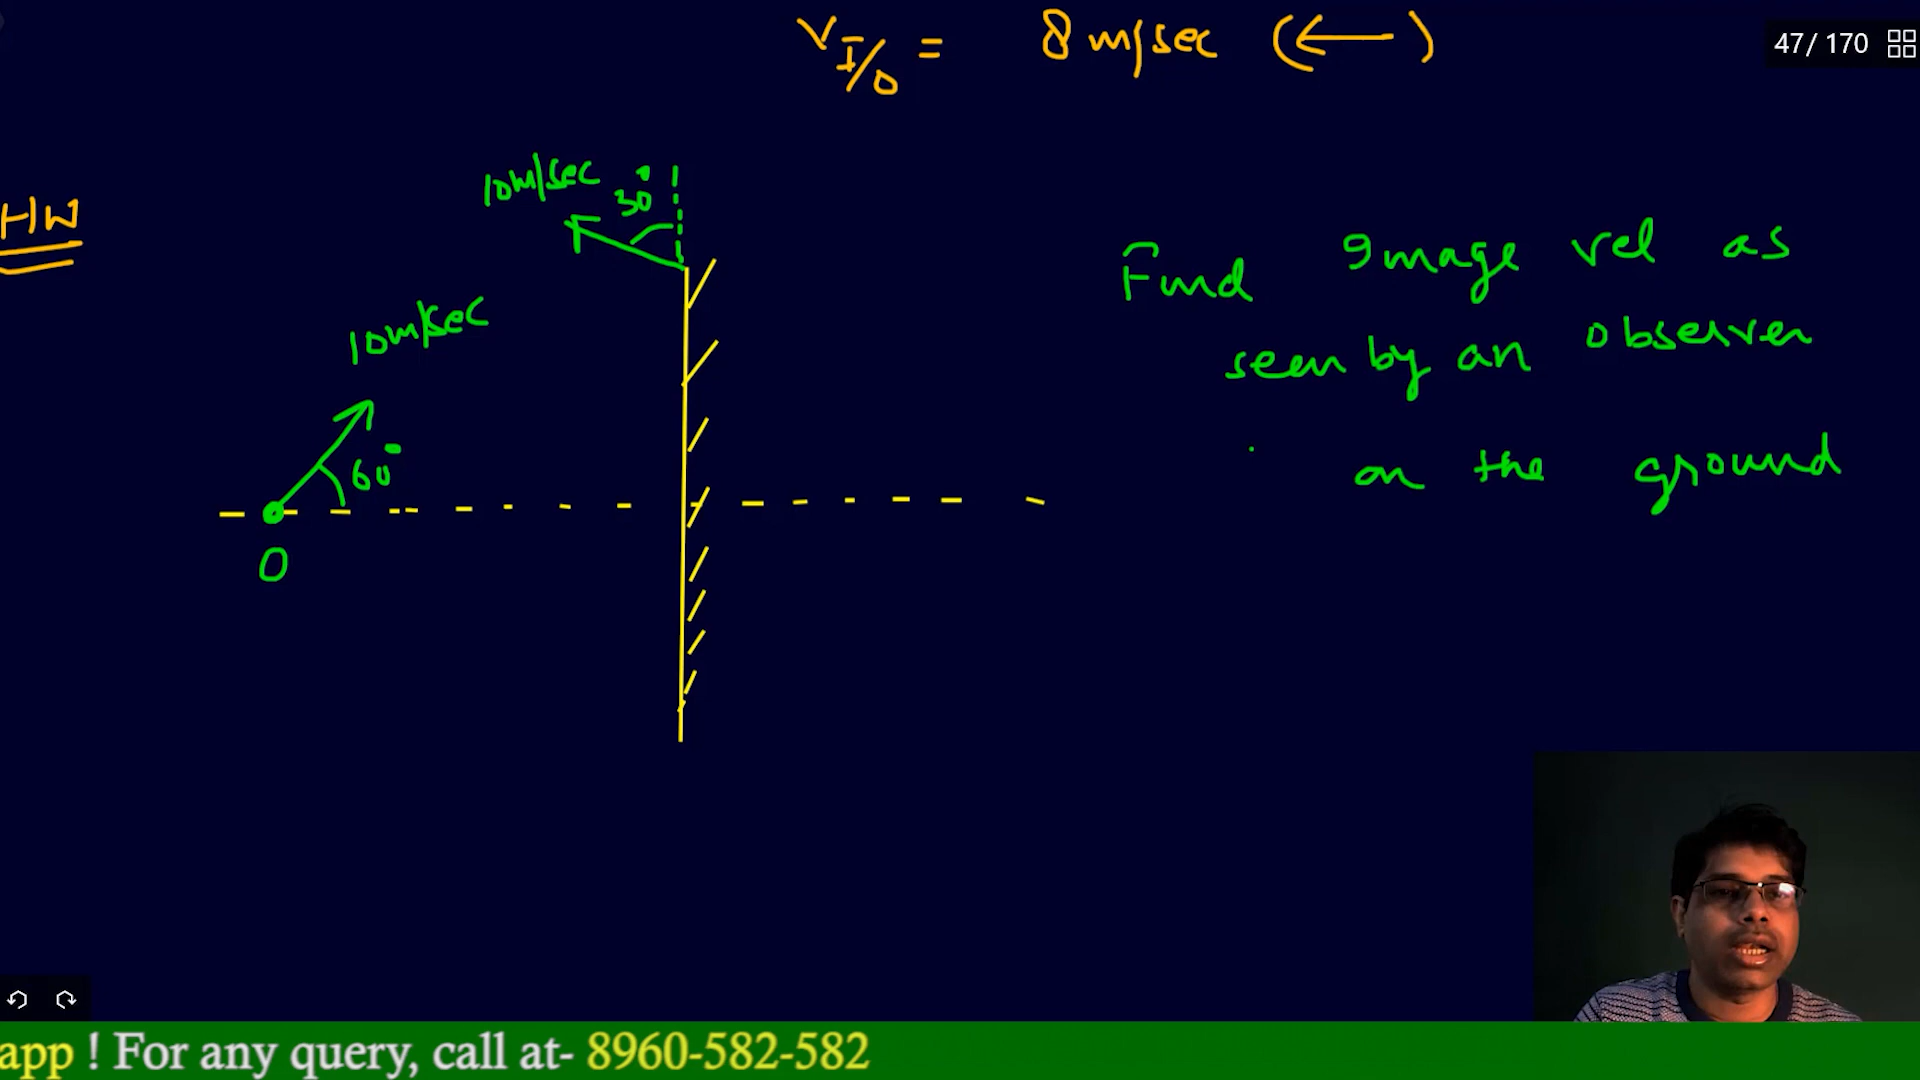 V I/O = 8 m/sec (←)
47/ 170
10m/sec 30°
HW
Find Image vel as
10m/sec
seen by an observer
60°
on the ground
O
app ! For any query, call at- 8960-582-582